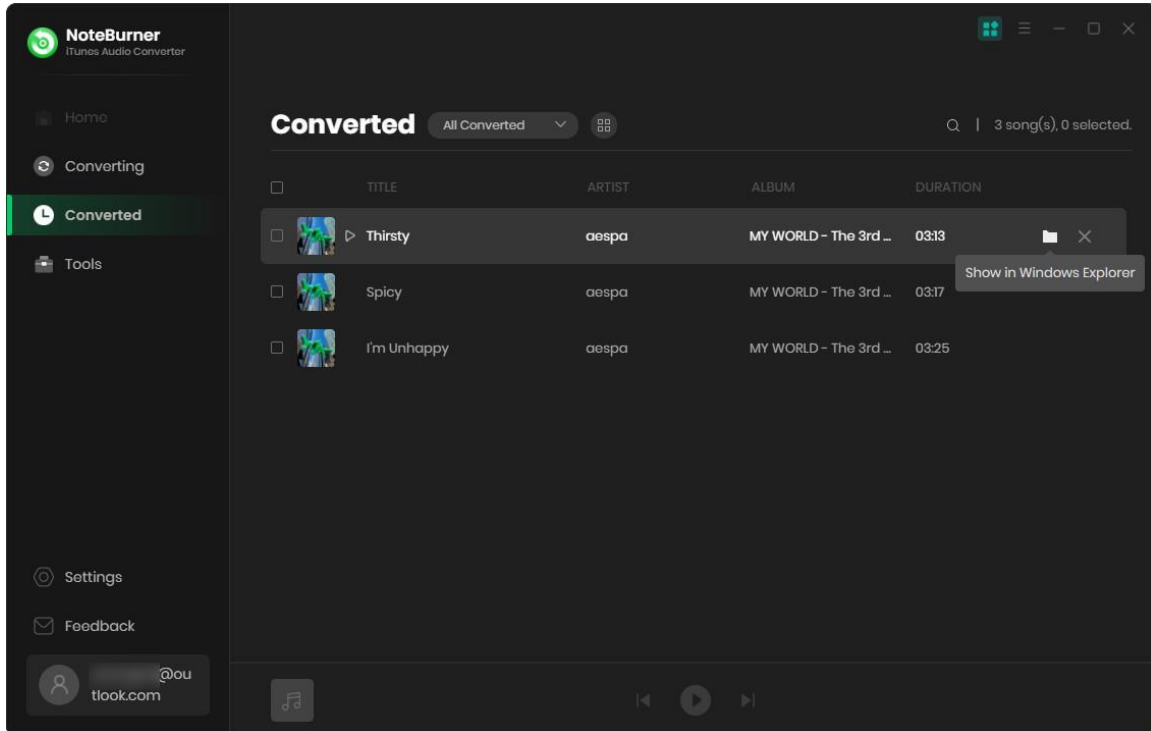 NoteBurner
iTunes Audio Converter
Home
Converting
Converted
Tools
Settings
Feedback
@ou
tlook.com
Converted
All Converted
3 song(s), 0 selected.
TITLE ARTIST ALBUM DURATION
Thirsty aespa MY WORLD - The 3rd ... 03:13
Show in Windows Explorer
Spicy aespa MY WORLD - The 3rd ... 03:17
I'm Unhappy aespa MY WORLD - The 3rd ... 03:25